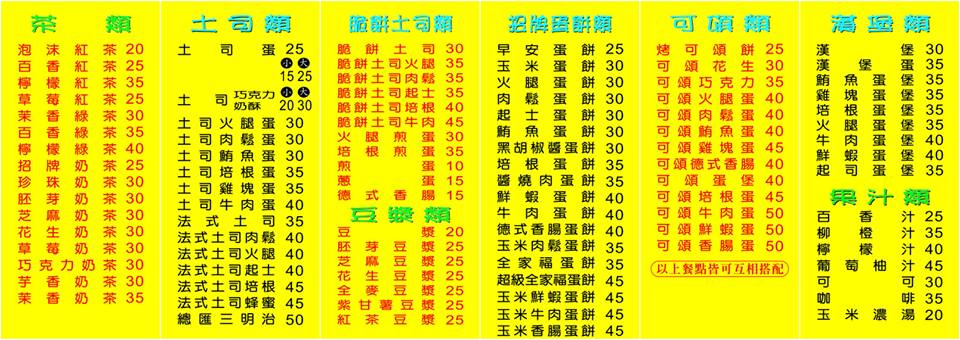 茶類
泡沫紅茶 20
百香紅茶 25
檸檬紅茶 35
草莓紅茶 25
茉香綠茶 30
百香綠茶 35
檸檬綠茶 40
招牌奶茶 25
珍珠奶茶 30
胚芽奶茶 30
芝麻奶茶 30
花生奶茶 30
草莓奶茶 30
巧克力奶茶 30
芋香奶茶 30
茉香奶茶 35
土司類
土司蛋 25
小 大
15 25
土司 巧克力 小 大
奶酥 20 30
土司火腿蛋 30
土司肉鬆蛋 30
土司鮪魚蛋 30
土司培根蛋 35
土司雞塊蛋 35
土司牛肉蛋 40
法式土司 35
法式土司肉鬆 40
法式土司火腿 40
法式土司起士 40
法式土司培根 45
法式土司蜂蜜 45
總匯三明治 50
脆餅土司類
脆餅土司 30
脆餅土司火腿 35
脆餅土司肉鬆 35
脆餅土司起士 35
脆餅土司培根 40
脆餅土司牛肉 45
火腿煎蛋 30
培根煎蛋 35
煎蛋 10
蔥蛋 15
德式香腸 15
豆漿類
豆漿 20
胚芽豆漿 25
芝麻豆漿 25
花生豆漿 25
全麥豆漿 25
紫甘薯豆漿 25
紅茶豆漿 25
招牌蛋餅類
早安蛋餅 25
玉米蛋餅 30
火腿蛋餅 30
肉鬆蛋餅 30
起士蛋餅 30
鮪魚蛋餅 30
黑胡椒醬蛋餅 30
培根蛋餅 35
醬燒肉蛋餅 35
鮮蝦蛋餅 40
牛肉蛋餅 40
德式香腸蛋餅 40
玉米肉鬆蛋餅 35
全家福蛋餅 35
超級全家福蛋餅 45
玉米鮮蝦蛋餅 45
玉米牛肉蛋餅 45
玉米香腸蛋餅 45
可頌類
烤可頌餅 25
可頌花生 30
可頌巧克力 35
可頌火腿蛋 40
可頌肉鬆蛋 40
可頌鮪魚蛋 40
可頌雞塊蛋 45
可頌德式香腸 40
可頌蛋堡 40
可頌培根蛋 45
可頌牛肉蛋 50
可頌鮮蝦蛋 50
可頌香腸蛋 50
以上餐點皆可互相搭配
漢堡類
漢堡 30
漢堡蛋 30
鮪魚蛋堡 35
雞塊蛋堡 35
培根蛋堡 35
火腿蛋堡 35
牛肉蛋堡 40
鮮蝦蛋堡 40
起司蛋堡 35
果汁類
百香汁 25
柳橙汁 35
檸檬汁 40
葡萄柚汁 45
可可 30
咖啡 35
玉米濃湯 20